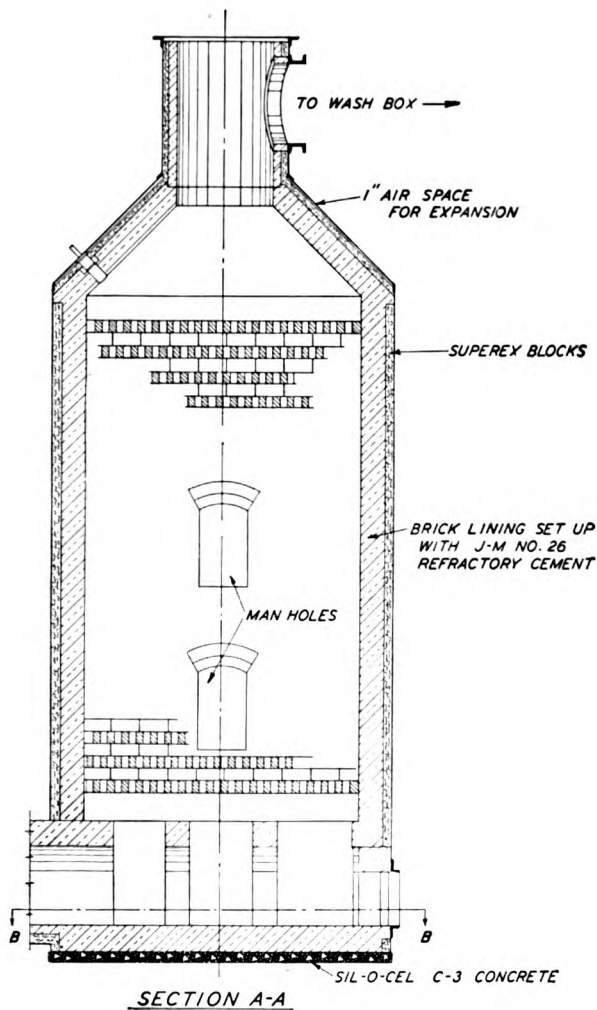 TO WASH BOX
1" AIR SPACE
FOR EXPANSION
SUPEREX BLOCKS
BRICK LINING SET UP
WITH J-M NO. 26
REFRACTORY CEMENT
MAN HOLES
B B
SIL-O-CEL C-3 CONCRETE
SECTION A-A